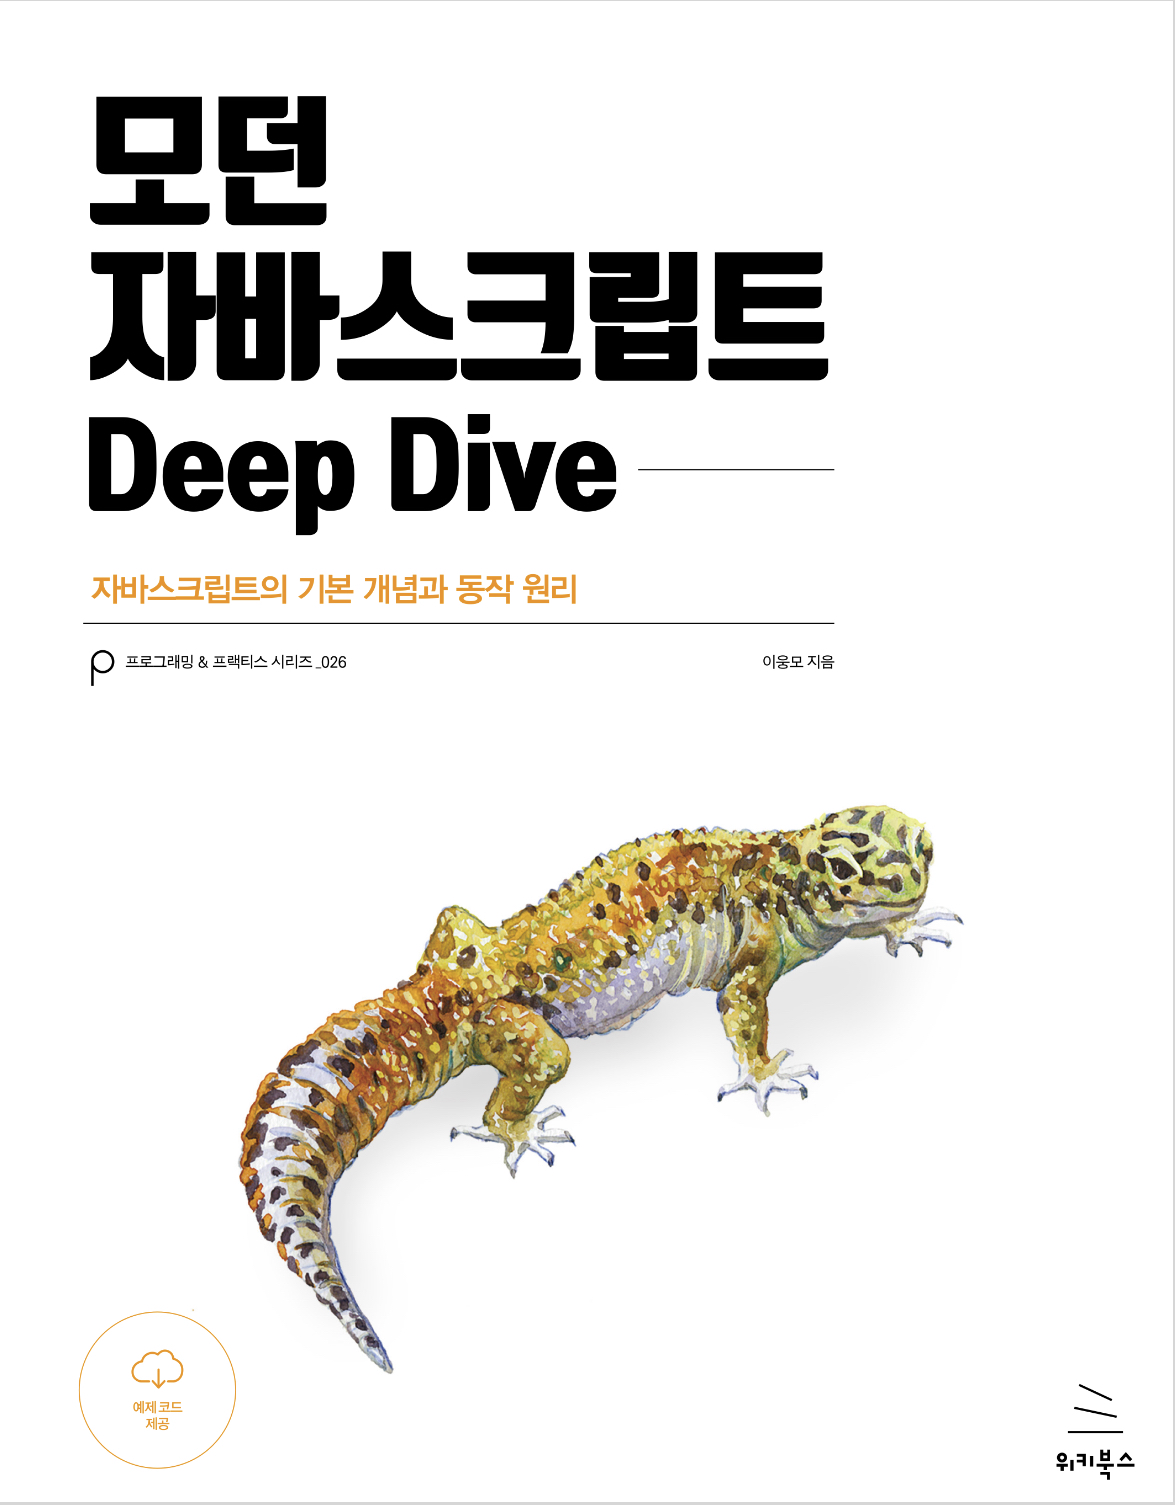 모던
자바스크립트
Deep Dive
자바스크립트의 기본 개념과 동작 원리
프로그래밍 & 프랙티스 시리즈 _026
이웅모 지음
예제 코드
제공
위키북스